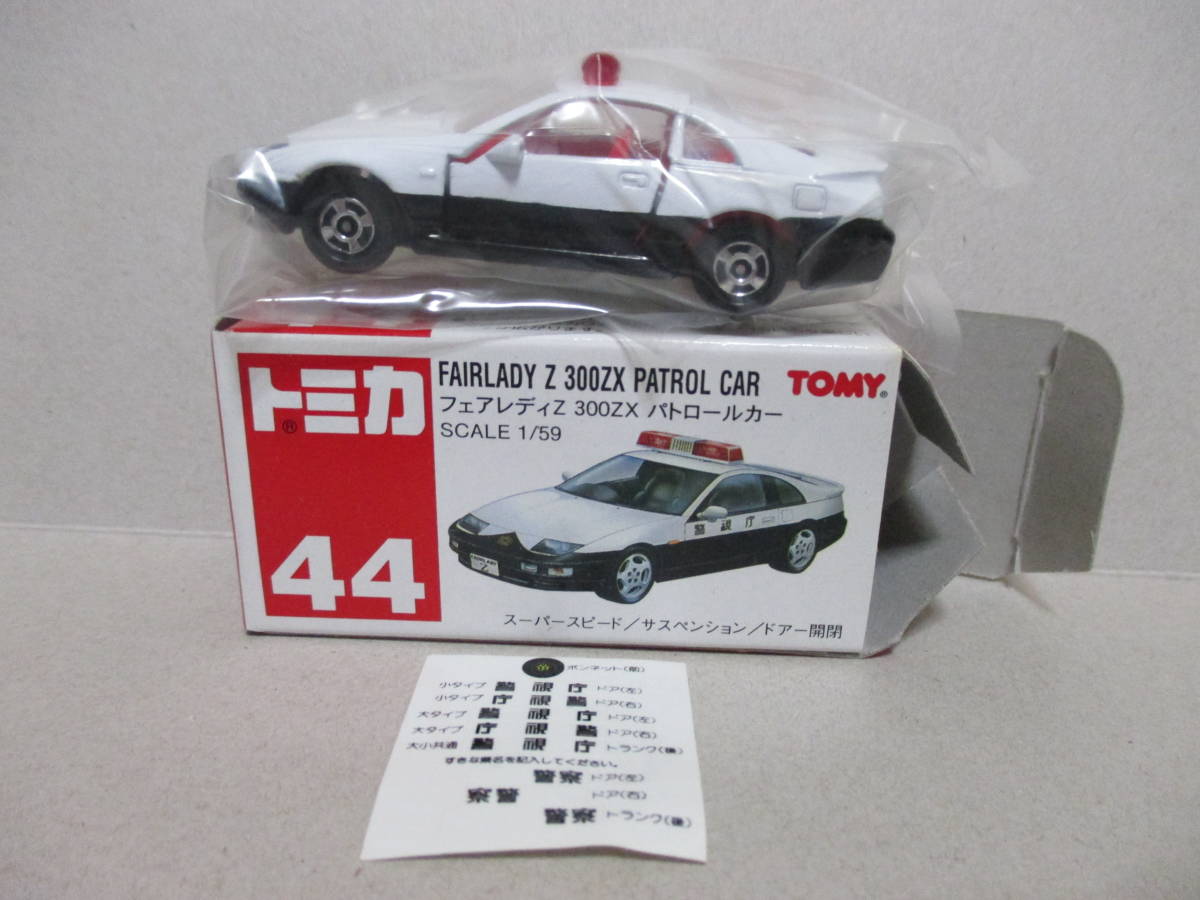 トミカ®
44
FAIRLADY Z 300ZX PATROL CAR
フェアレディZ 300ZX パトロールカー
SCALE 1/59
TOMY®
警視庁
FAIRLADY
Z
スーパースピード/サスペンション/ドアー開閉
ボンネット(前)
小タイプ 警 視 庁 ドア(左)
小タイプ 庁 視 警 ドア(右)
大タイプ 警 視 庁 ドア(左)
大タイプ 庁 視 警 ドア(右)
大小共通 警 視 庁 トランク(後)
すきな県名を記入してください。
警察 ドア(左)
察警 ドア(右)
警察 トランク(後)